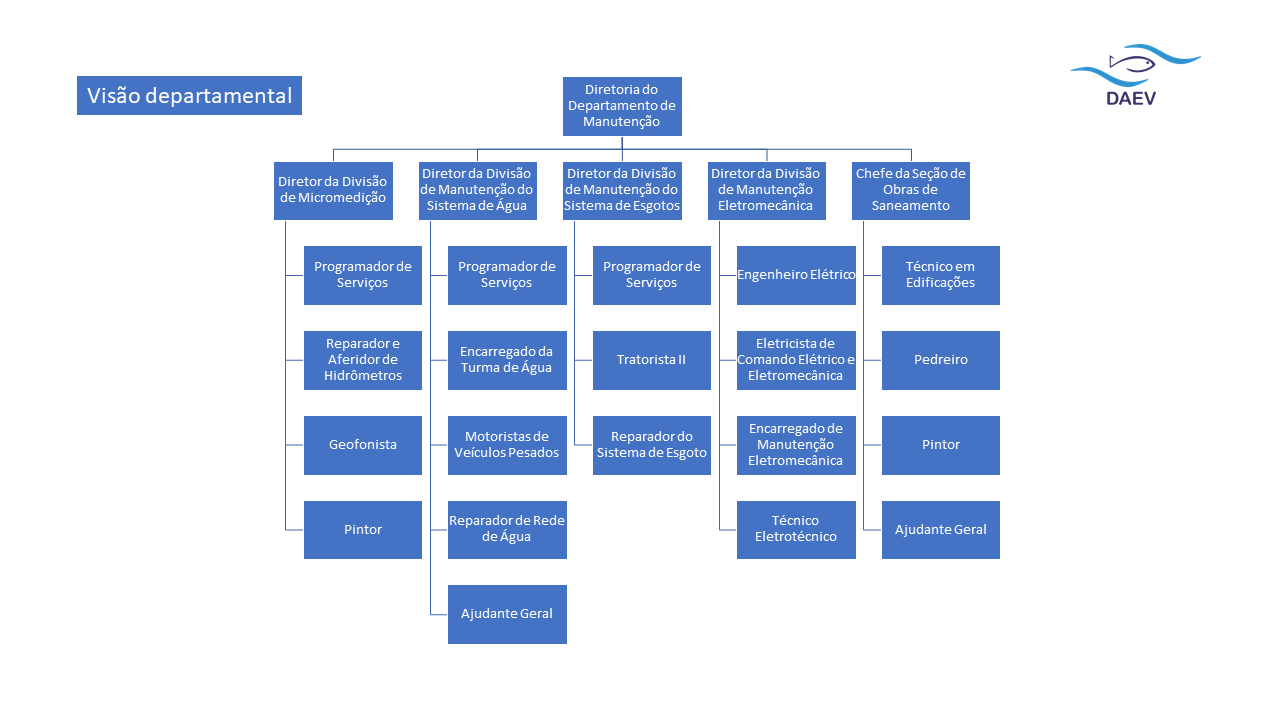 Visão departamental
DAEV
Diretoria do
Departamento de
Manutenção
Diretor da Divisão
de Micromedição
Diretor da Divisão
de Manutenção do
Sistema de Água
Diretor da Divisão
de Manutenção do
Sistema de Esgotos
Diretor da Divisão
de Manutenção
Eletromecânica
Chefe da Seção de
Obras de
Saneamento
Programador de
Serviços
Reparador e
Aferidor de
Hidrômetros
Geofonista
Pintor
Programador de
Serviços
Encarregado da
Turma de Água
Motoristas de
Veículos Pesados
Reparador de Rede
de Água
Ajudante Geral
Programador de
Serviços
Tratorista II
Reparador do
Sistema de Esgoto
Engenheiro Elétrico
Eletricista de
Comando Elétrico e
Eletromecânica
Encarregado de
Manutenção
Eletromecânica
Técnico
Eletrotécnico
Técnico em
Edificações
Pedreiro
Pintor
Ajudante Geral